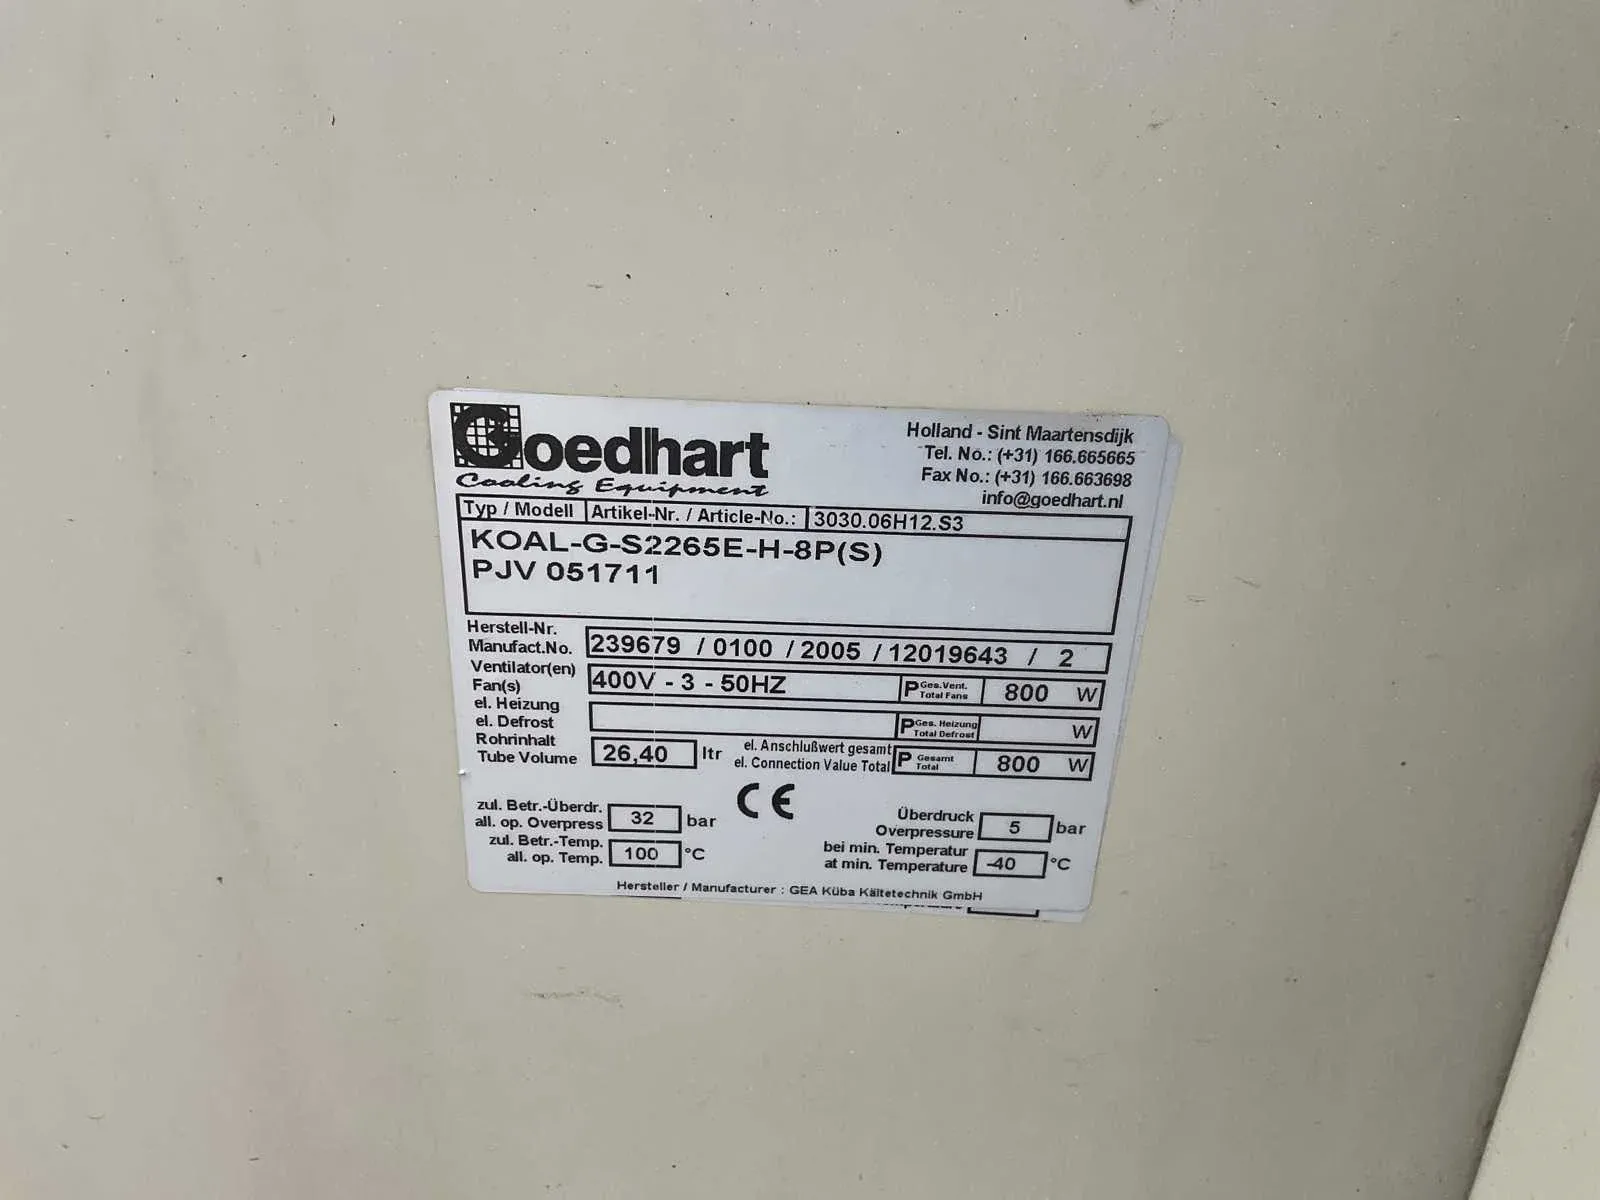 Goedhart
Cooling Equipment
Holland - Sint Maartensdijk
Tel. No.: (+31) 166.665665
Fax No.: (+31) 166.663698
info@goedhart.nl
Typ / Modell Artikel-Nr. / Article-No.: 3030.06H12.S3
KOAL-G-S2265E-H-8P(S)
PJV 051711
Herstell-Nr.
Manufact.No. 239679 / 0100 / 2005 / 12019643 / 2
Ventilator(en)
Fan(s) 400V - 3 - 50HZ P Ges.Vent. Total Fans 800 W
el. Heizung
el. Defrost P Ges. Heizung Total Defrost W
Rohrinhalt
Tube Volume 26,40 ltr
el. Anschlußwert gesamt
el. Connection Value Total P Gesamt Total 800 W
CE
zul. Betr.-Überdr.
all. op. Overpress 32 bar
zul. Betr.-Temp.
all. op. Temp. 100 °C
Überdruck
Overpressure 5 bar
bei min. Temperatur
at min. Temperature -40 °C
Hersteller / Manufacturer : GEA Küba Kältetechnik GmbH